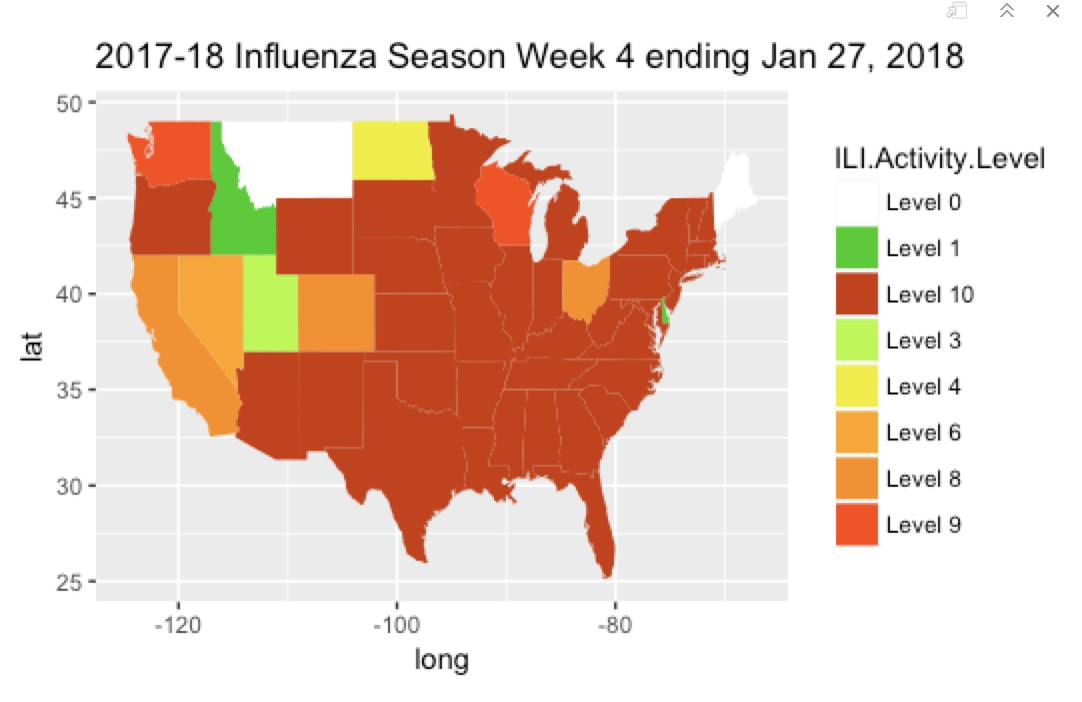 2017-18 Influenza Season Week 4 ending Jan 27, 2018
50
45
40
35
30
25
lat
-120
-100
-80
long
ILI.Activity.Level
Level 0
Level 1
Level 10
Level 3
Level 4
Level 6
Level 8
Level 9